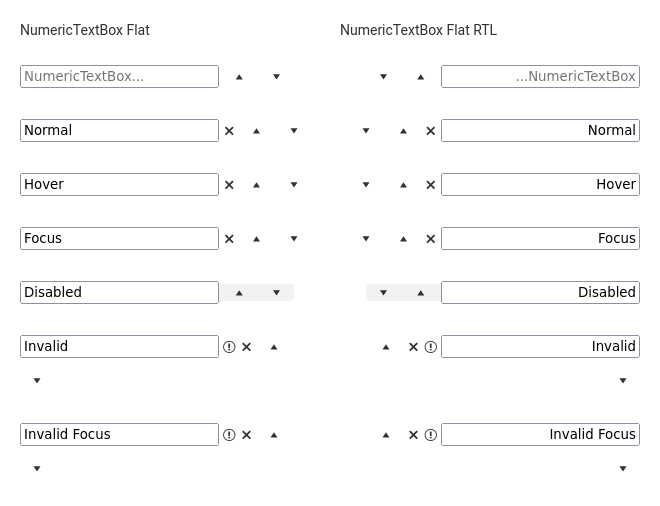 NumericTextBox Flat
NumericTextBox Flat RTL
NumericTextBox...
...NumericTextBox
Normal
Normal
Hover
Hover
Focus
Focus
Disabled
Disabled
Invalid
Invalid
Invalid Focus
Invalid Focus